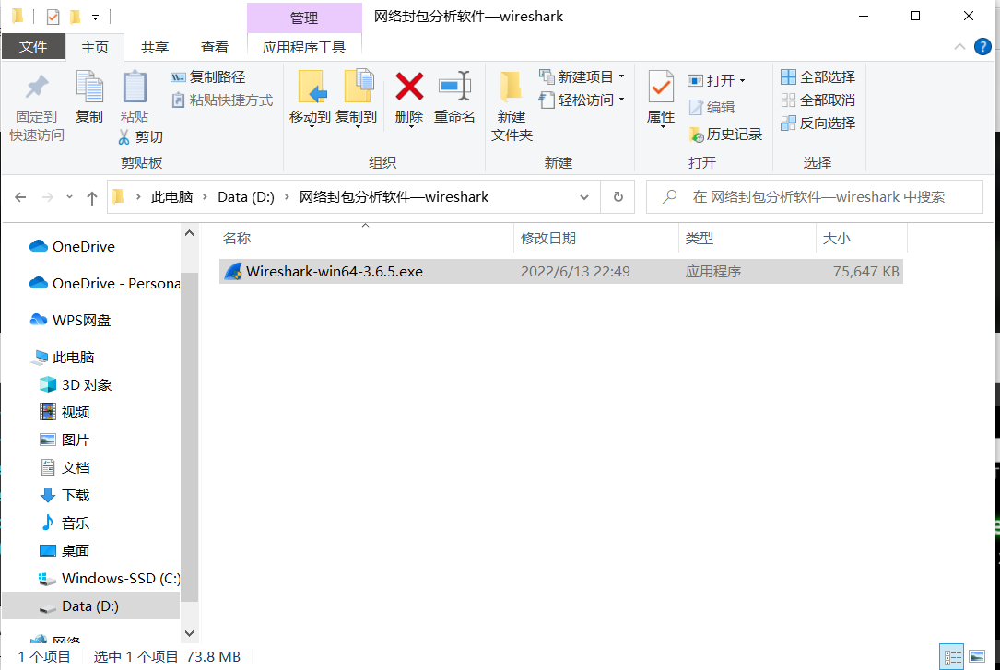 管理
网络封包分析软件—wireshark
文件 主页 共享 查看 应用程序工具
固定到快速访问
复制
粘贴
复制路径
粘贴快捷方式
剪切
剪贴板
移动到 复制到 删除 重命名
组织
新建文件夹
新建项目
轻松访问
新建
属性
打开
编辑
历史记录
打开
全部选择
全部取消
反向选择
选择
此电脑 > Data (D:) > 网络封包分析软件—wireshark
在 网络封包分析软件—wireshark 中搜索
名称 修改日期 类型 大小
Wireshark-win64-3.6.5.exe 2022/6/13 22:49 应用程序 75,647 KB
OneDrive
OneDrive - Persona
WPS网盘
此电脑
3D 对象
视频
图片
文档
下载
音乐
桌面
Windows-SSD (C:)
Data (D:)
网络
1 个项目 选中 1 个项目 73.8 MB